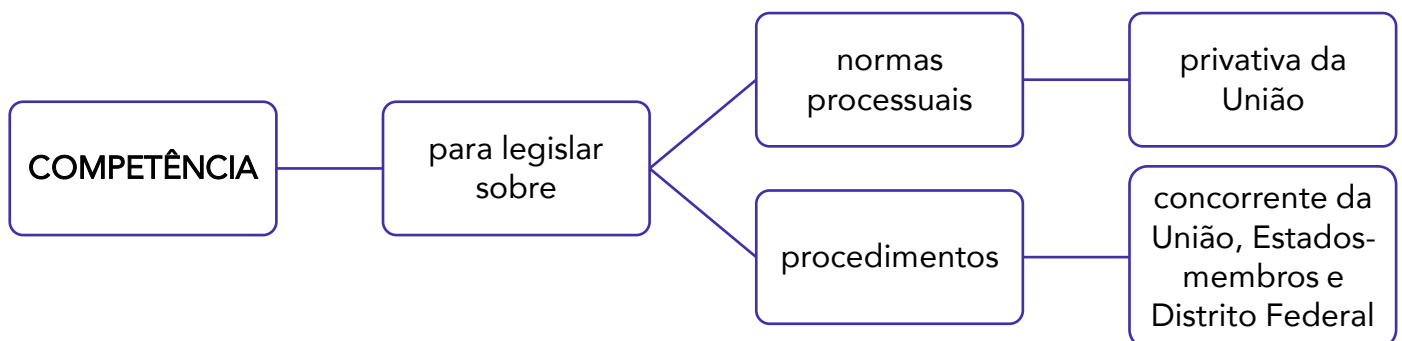 COMPETÊNCIA
para legislar
sobre
normas
processuais
privativa da
União
procedimentos
concorrente da
União, Estados-
membros e
Distrito Federal